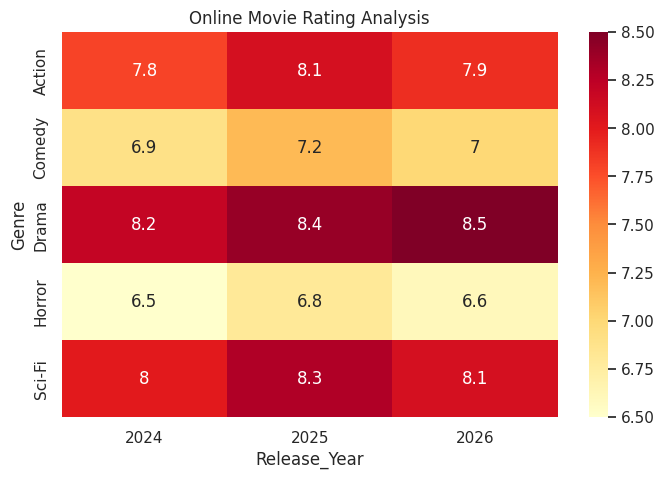 Online Movie Rating Analysis
Genre
Action 7.8 8.1 7.9
Comedy 6.9 7.2 7
Drama 8.2 8.4 8.5
Horror 6.5 6.8 6.6
Sci-Fi 8 8.3 8.1
2024 2025 2026
Release_Year
8.50
8.25
8.00
7.75
7.50
7.25
7.00
6.75
6.50